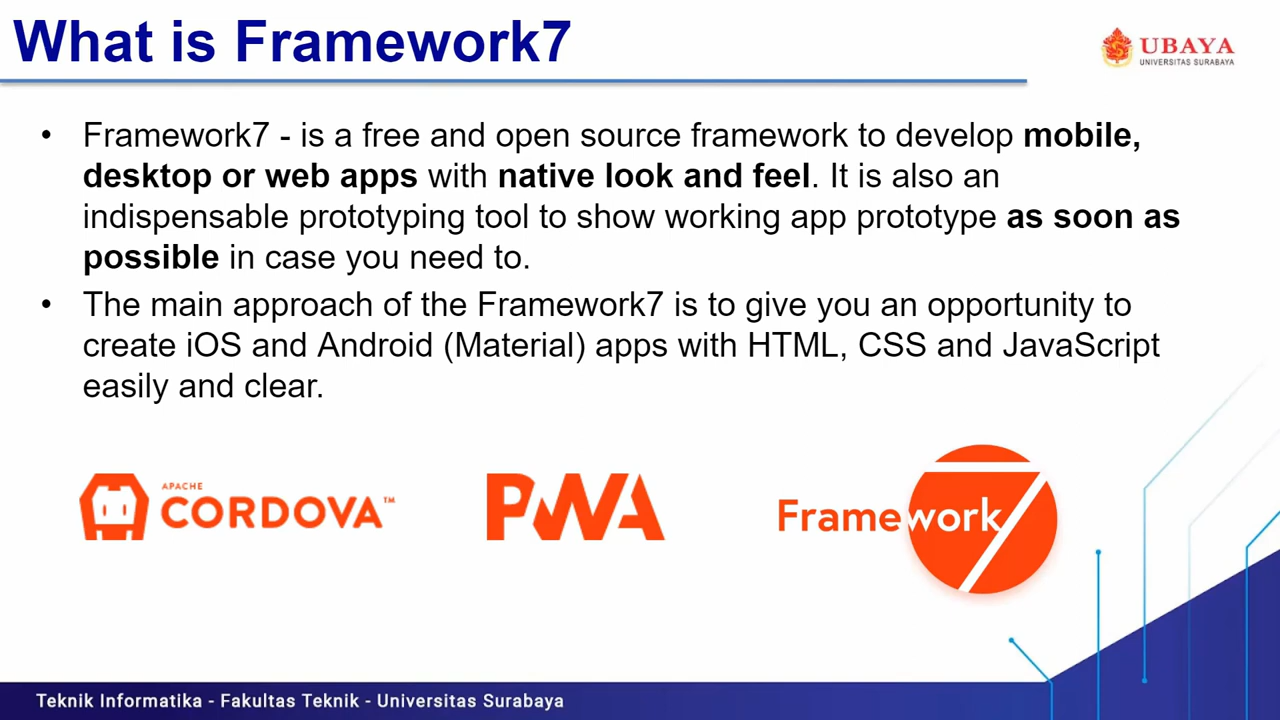 What is Framework7
UBAYA
UNIVERSITAS SURABAYA
• Framework7 - is a free and open source framework to develop mobile,
desktop or web apps with native look and feel. It is also an
indispensable prototyping tool to show working app prototype as soon as
possible in case you need to.
• The main approach of the Framework7 is to give you an opportunity to
create iOS and Android (Material) apps with HTML, CSS and JavaScript
easily and clear.
APACHE
CORDOVA™
PWA
Framework 7
Teknik Informatika - Fakultas Teknik - Universitas Surabaya